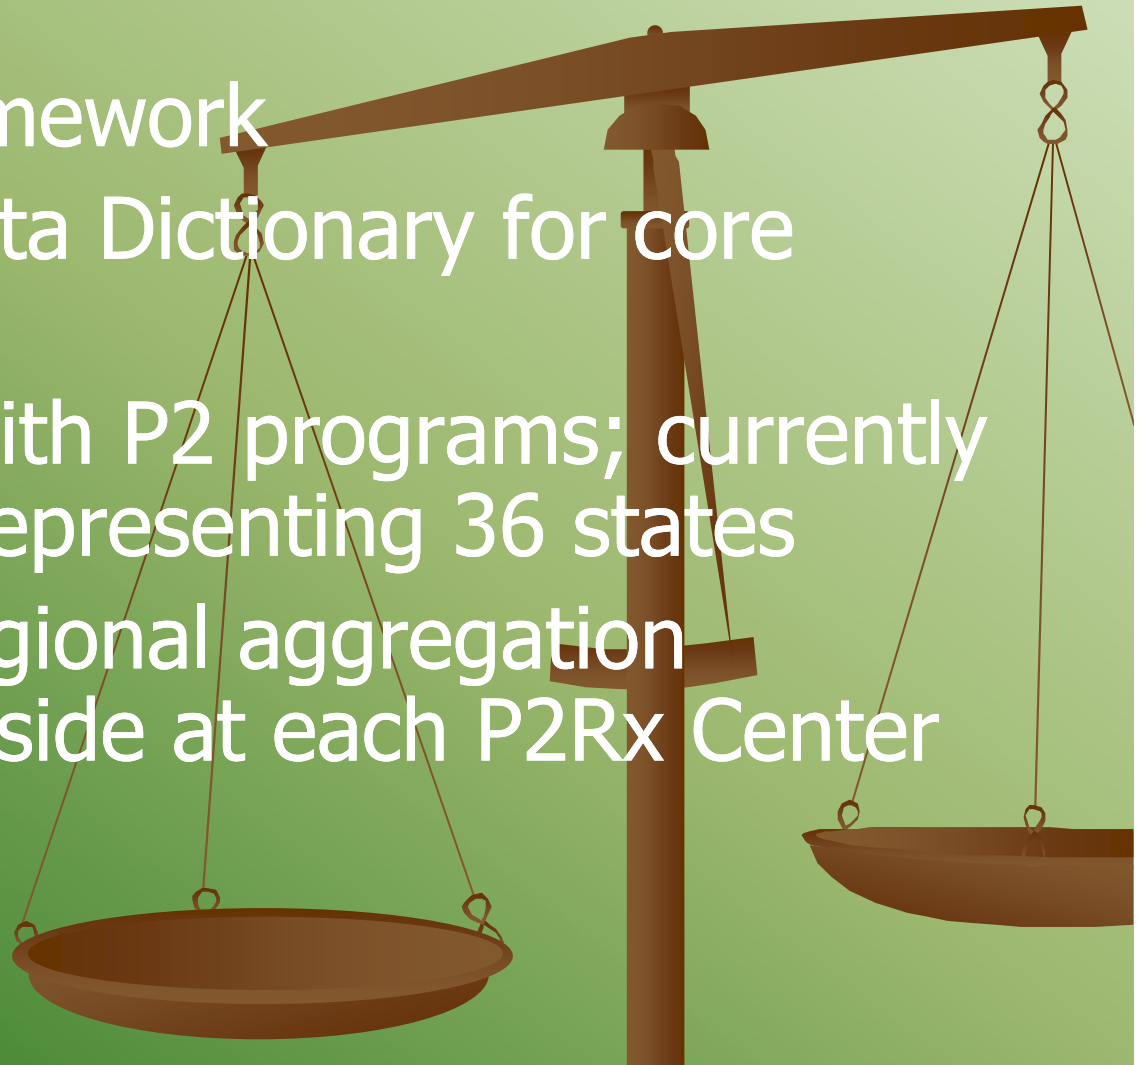 mework
ta Dictionary for core
ith P2 programs; currently
epresenting 36 states
gional aggregation
side at each P2Rx Center